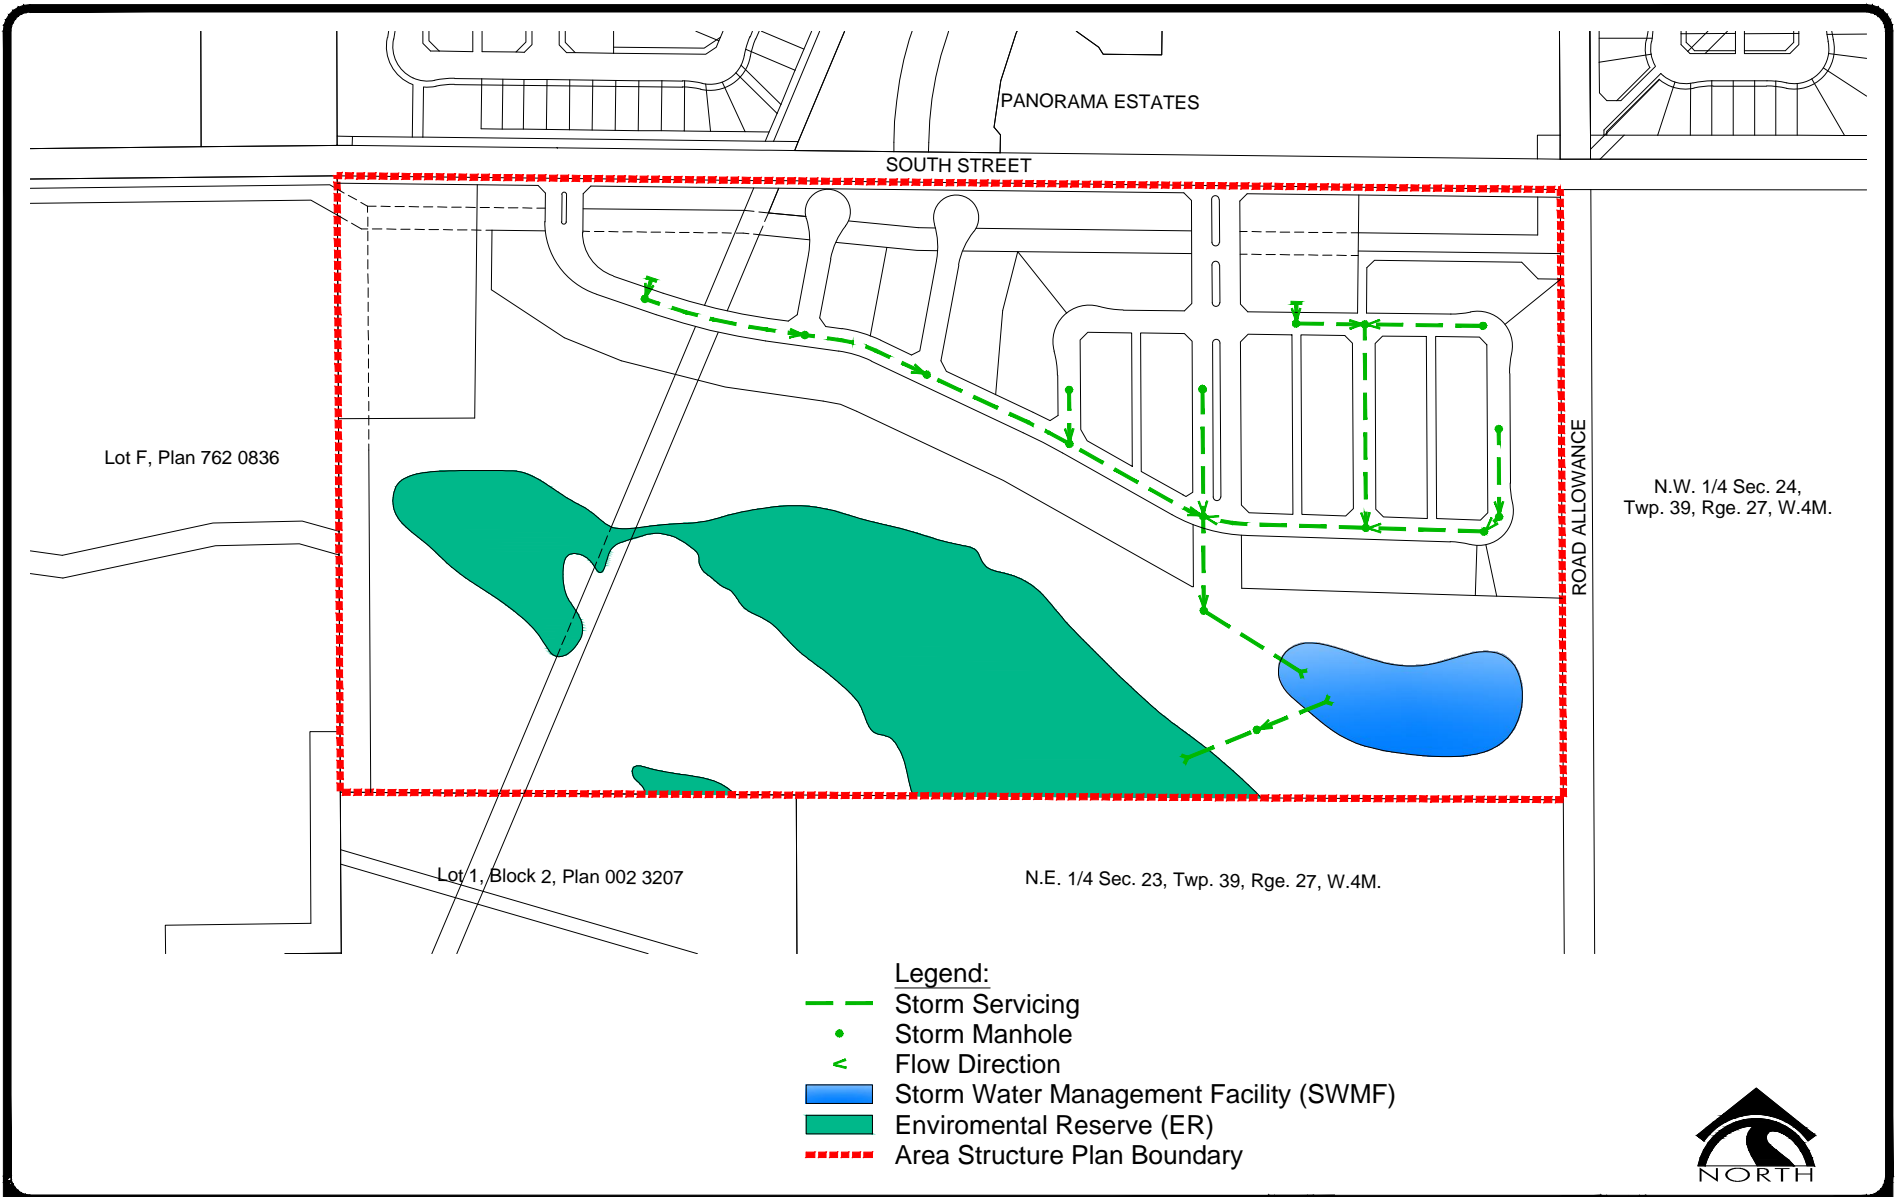 PANORAMA ESTATES
SOUTH STREET
Lot F, Plan 762 0836
ROAD ALLOWANCE
N.W. 1/4 Sec. 24,
Twp. 39, Rge. 27, W.4M.
Lot 1, Block 2, Plan 002 3207
N.E. 1/4 Sec. 23, Twp. 39, Rge. 27, W.4M.
Legend:
Storm Servicing
Storm Manhole
Flow Direction
Storm Water Management Facility (SWMF)
Enviromental Reserve (ER)
Area Structure Plan Boundary
NORTH